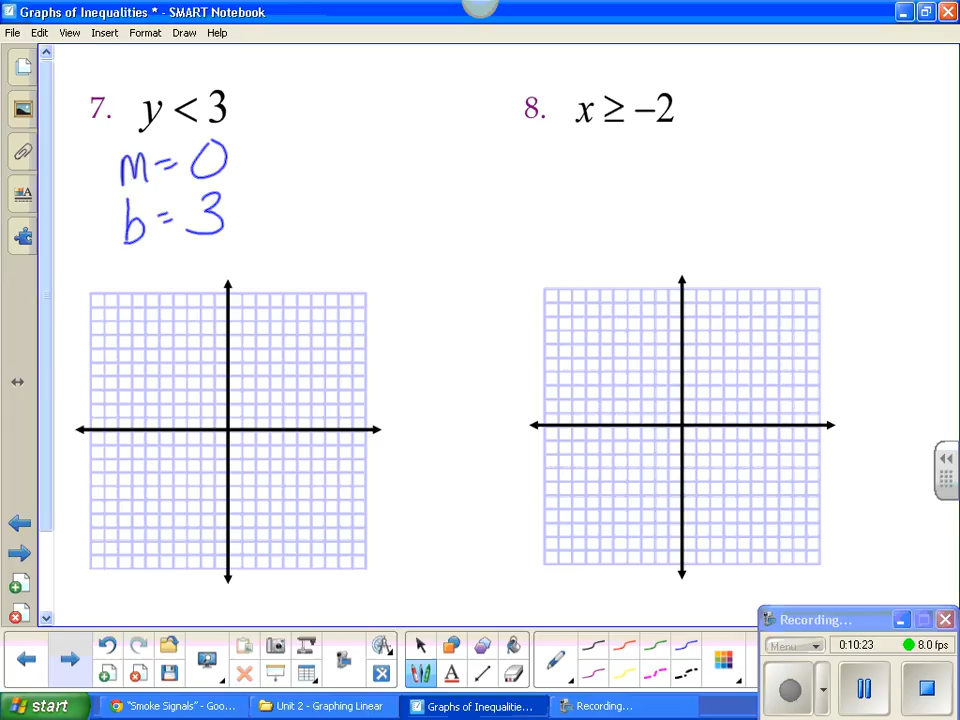 Graphs of Inequalities * - SMART Notebook
File Edit View Insert Format Draw Help
7. y < 3
m = 0
b = 3
8. x ≥ −2
Recording...
Menu
0:10:23
8.0 fps
start
"Smoke Signals" - Goo...
Unit 2 - Graphing Linear
Graphs of Inequalitie...
Recording...